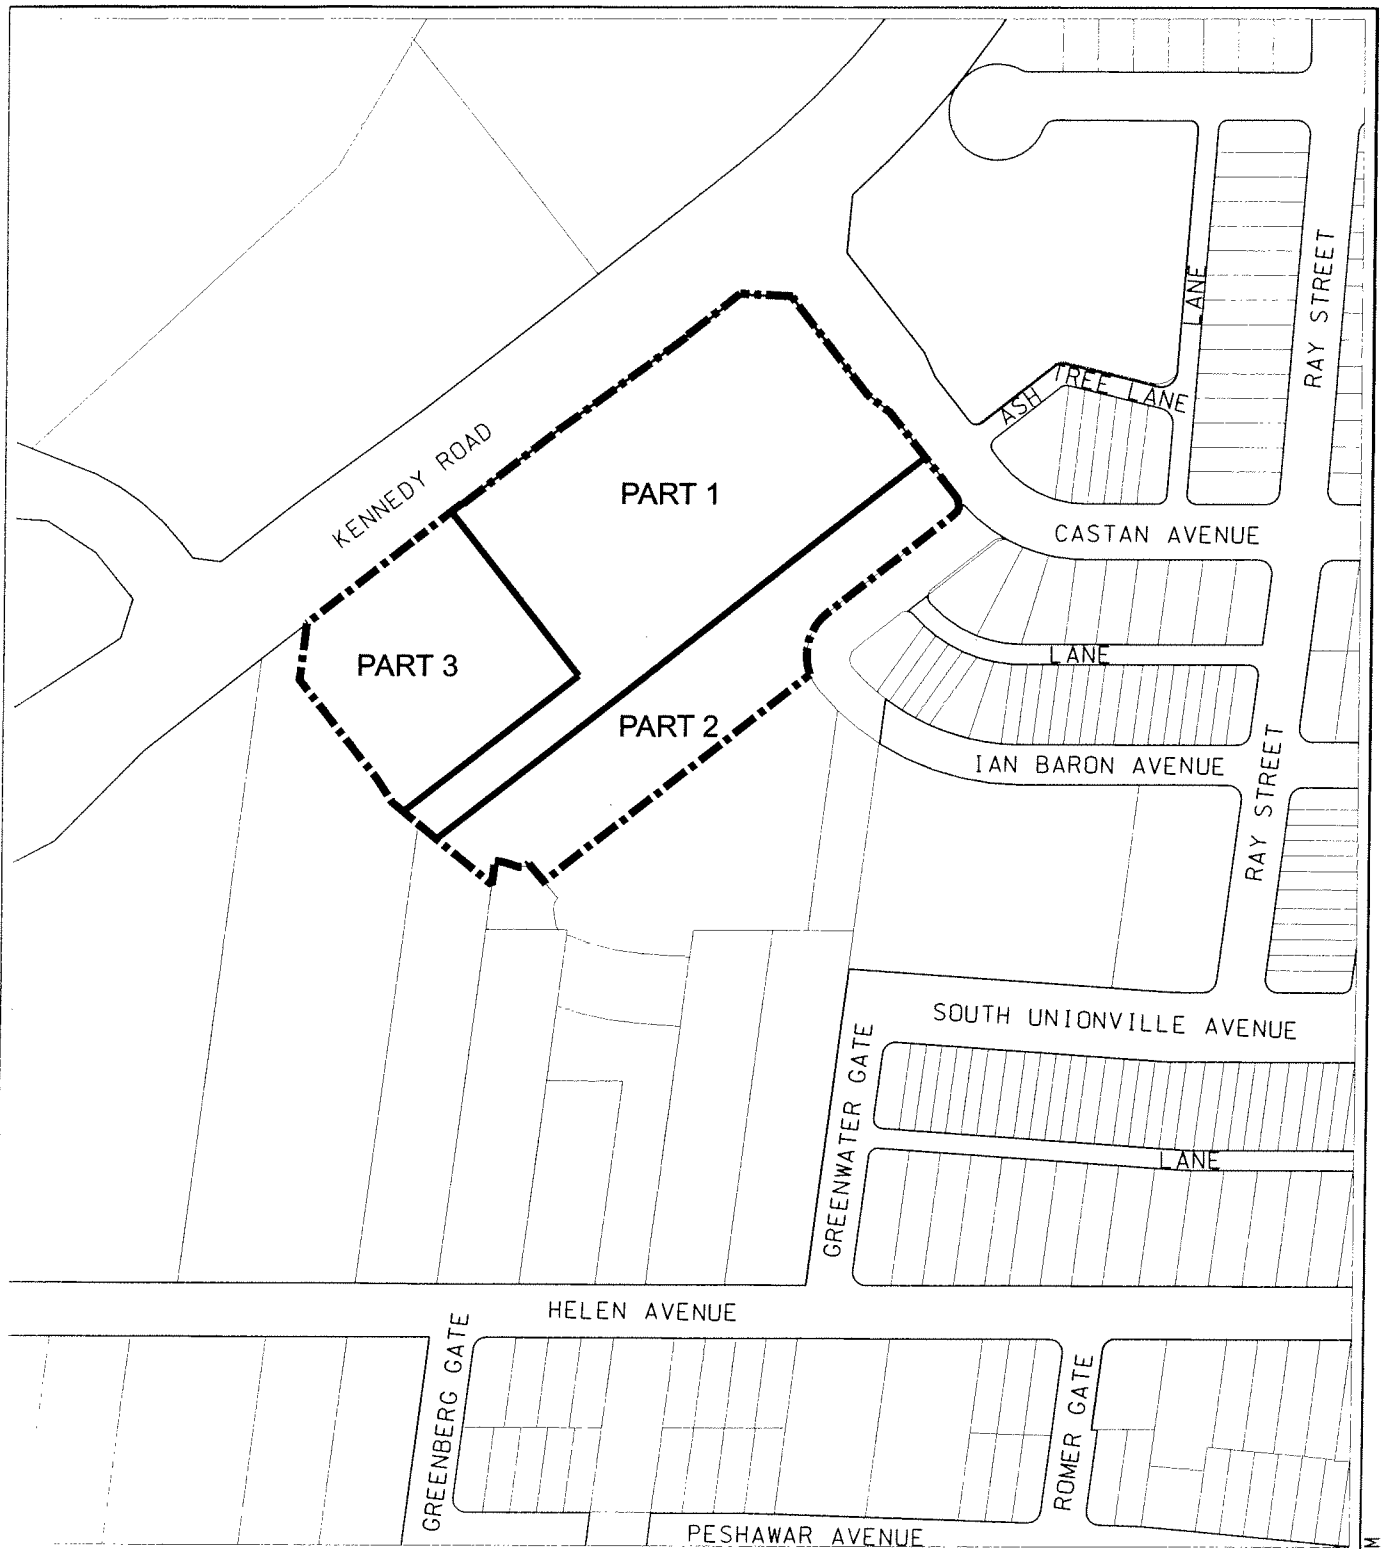 LANE
RAY STREET
ASH TREE LANE
KENNEDY ROAD
PART 1
CASTAN AVENUE
PART 3
LANE
PART 2
IAN BARON AVENUE
RAY STREET
SOUTH UNIONVILLE AVENUE
GREENWATER GATE
LANE
HELEN AVENUE
GREENBERG GATE
ROMER GATE
PESHAWAR AVENUE
M